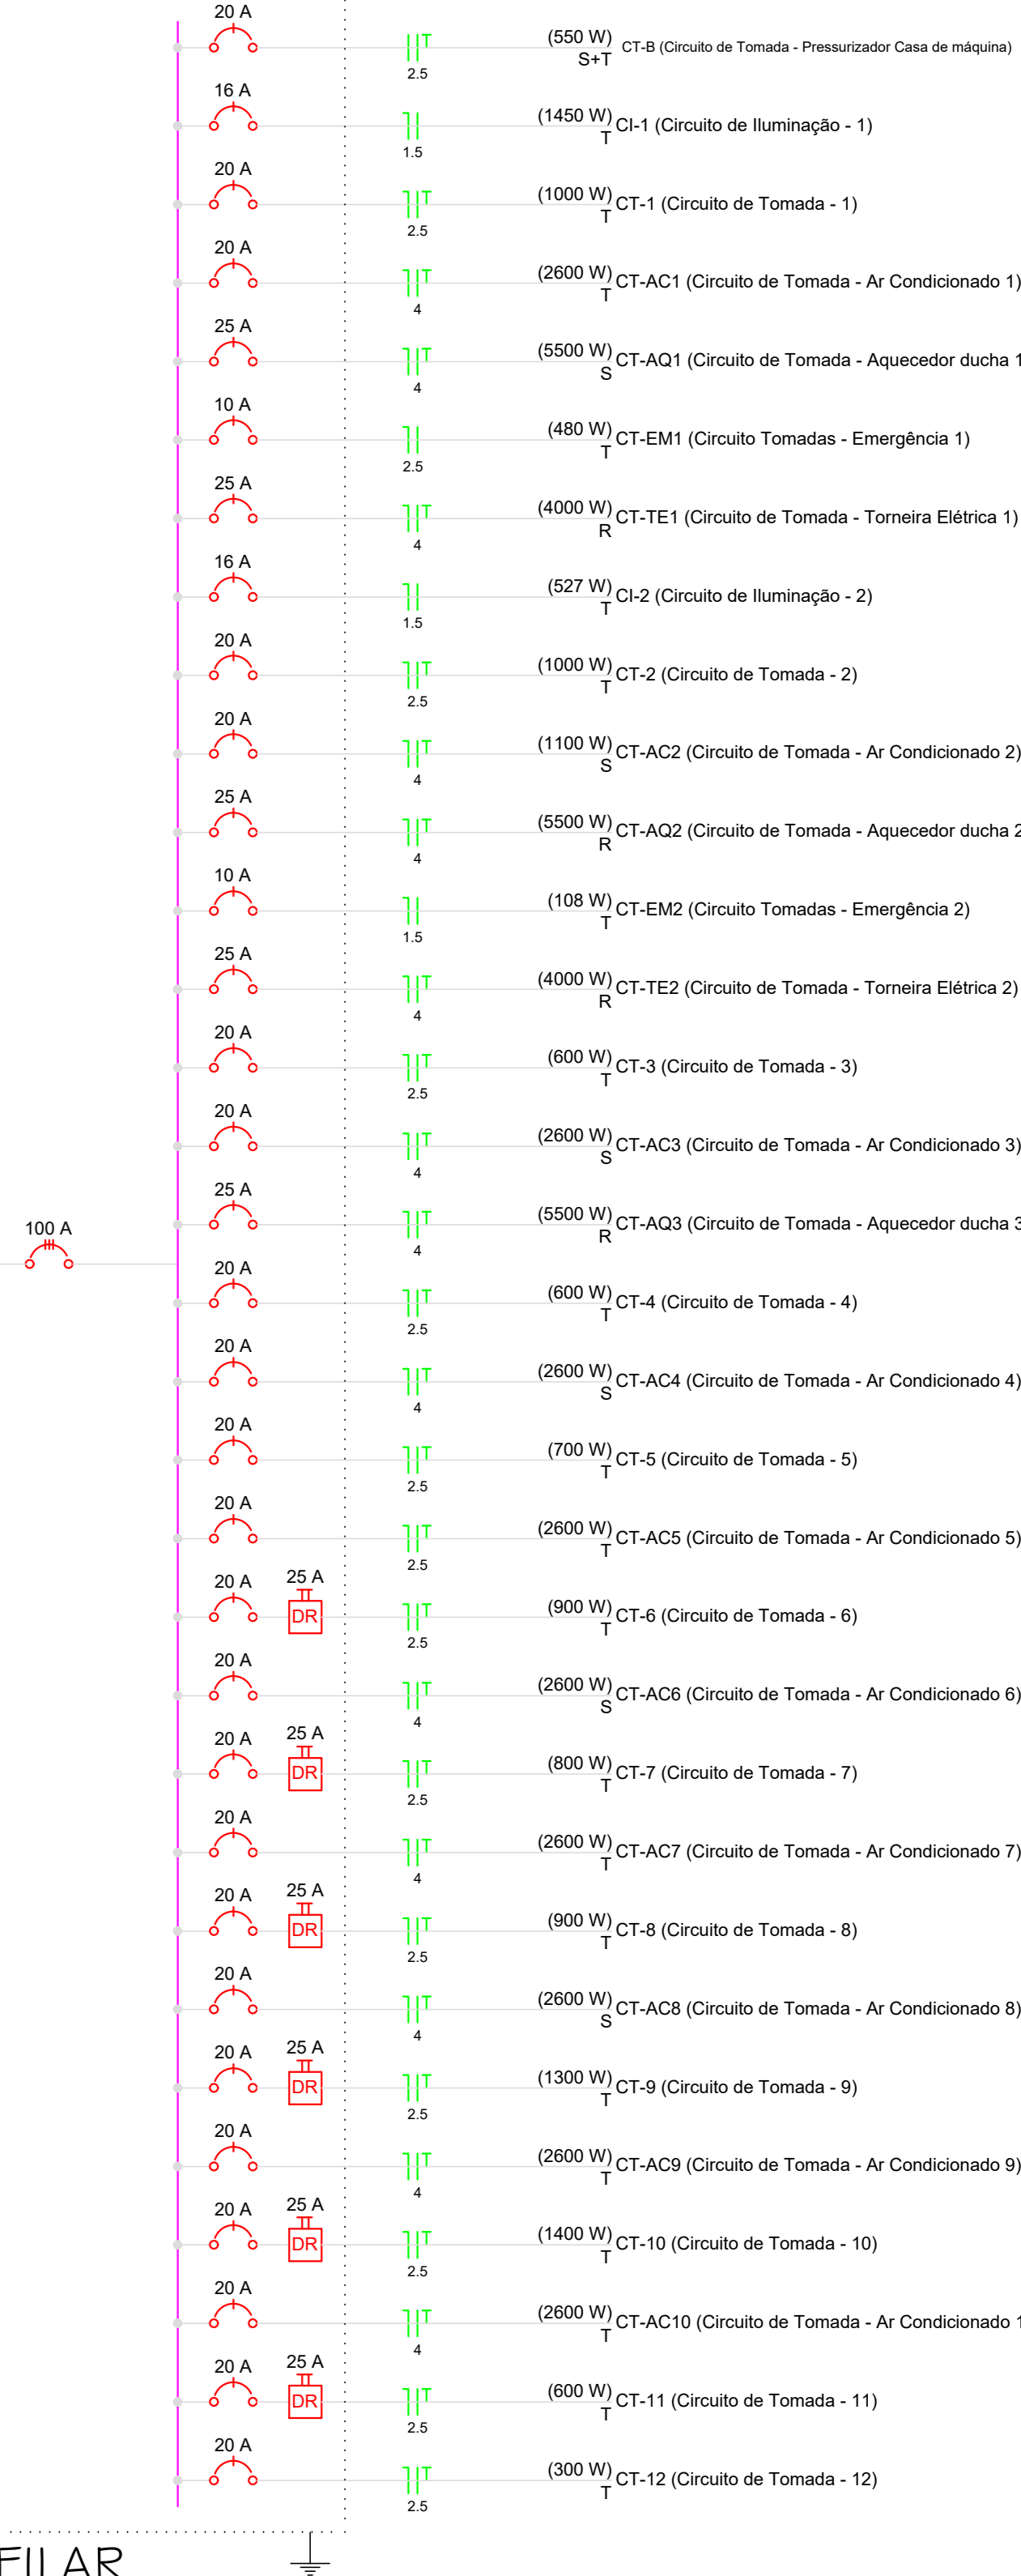 20 A
(550 W) CT-B (Circuito de Tomada - Pressurizador Casa de máquina)
S+T
2.5
16 A
(1450 W) CI-1 (Circuito de Iluminação - 1)
T
1.5
20 A
(1000 W) CT-1 (Circuito de Tomada - 1)
T
2.5
20 A
(2600 W) CT-AC1 (Circuito de Tomada - Ar Condicionado 1)
T
4
25 A
(5500 W) CT-AQ1 (Circuito de Tomada - Aquecedor ducha 1
S
4
10 A
(480 W) CT-EM1 (Circuito Tomadas - Emergência 1)
T
2.5
25 A
(4000 W) CT-TE1 (Circuito de Tomada - Torneira Elétrica 1)
R
4
16 A
(527 W) CI-2 (Circuito de Iluminação - 2)
T
1.5
20 A
(1000 W) CT-2 (Circuito de Tomada - 2)
T
2.5
20 A
(1100 W) CT-AC2 (Circuito de Tomada - Ar Condicionado 2)
S
4
25 A
(5500 W) CT-AQ2 (Circuito de Tomada - Aquecedor ducha 2
R
4
10 A
(108 W) CT-EM2 (Circuito Tomadas - Emergência 2)
T
1.5
25 A
(4000 W) CT-TE2 (Circuito de Tomada - Torneira Elétrica 2)
R
4
20 A
(600 W) CT-3 (Circuito de Tomada - 3)
T
2.5
20 A
(2600 W) CT-AC3 (Circuito de Tomada - Ar Condicionado 3)
S
4
25 A
(5500 W) CT-AQ3 (Circuito de Tomada - Aquecedor ducha 3
R
4
100 A
20 A
(600 W) CT-4 (Circuito de Tomada - 4)
T
2.5
20 A
(2600 W) CT-AC4 (Circuito de Tomada - Ar Condicionado 4)
S
4
20 A
(700 W) CT-5 (Circuito de Tomada - 5)
T
2.5
20 A
(2600 W) CT-AC5 (Circuito de Tomada - Ar Condicionado 5)
T
2.5
20 A 25 A
DR (900 W) CT-6 (Circuito de Tomada - 6)
T
2.5
20 A
(2600 W) CT-AC6 (Circuito de Tomada - Ar Condicionado 6)
S
4
20 A 25 A
DR (800 W) CT-7 (Circuito de Tomada - 7)
T
2.5
20 A
(2600 W) CT-AC7 (Circuito de Tomada - Ar Condicionado 7)
T
4
20 A 25 A
DR (900 W) CT-8 (Circuito de Tomada - 8)
T
2.5
20 A
(2600 W) CT-AC8 (Circuito de Tomada - Ar Condicionado 8)
S
4
20 A 25 A
DR (1300 W) CT-9 (Circuito de Tomada - 9)
T
2.5
20 A
(2600 W) CT-AC9 (Circuito de Tomada - Ar Condicionado 9)
T
4
20 A 25 A
DR (1400 W) CT-10 (Circuito de Tomada - 10)
T
2.5
20 A
(2600 W) CT-AC10 (Circuito de Tomada - Ar Condicionado 1
T
4
20 A 25 A
DR (600 W) CT-11 (Circuito de Tomada - 11)
T
2.5
20 A
(300 W) CT-12 (Circuito de Tomada - 12)
T
2.5
FILAR